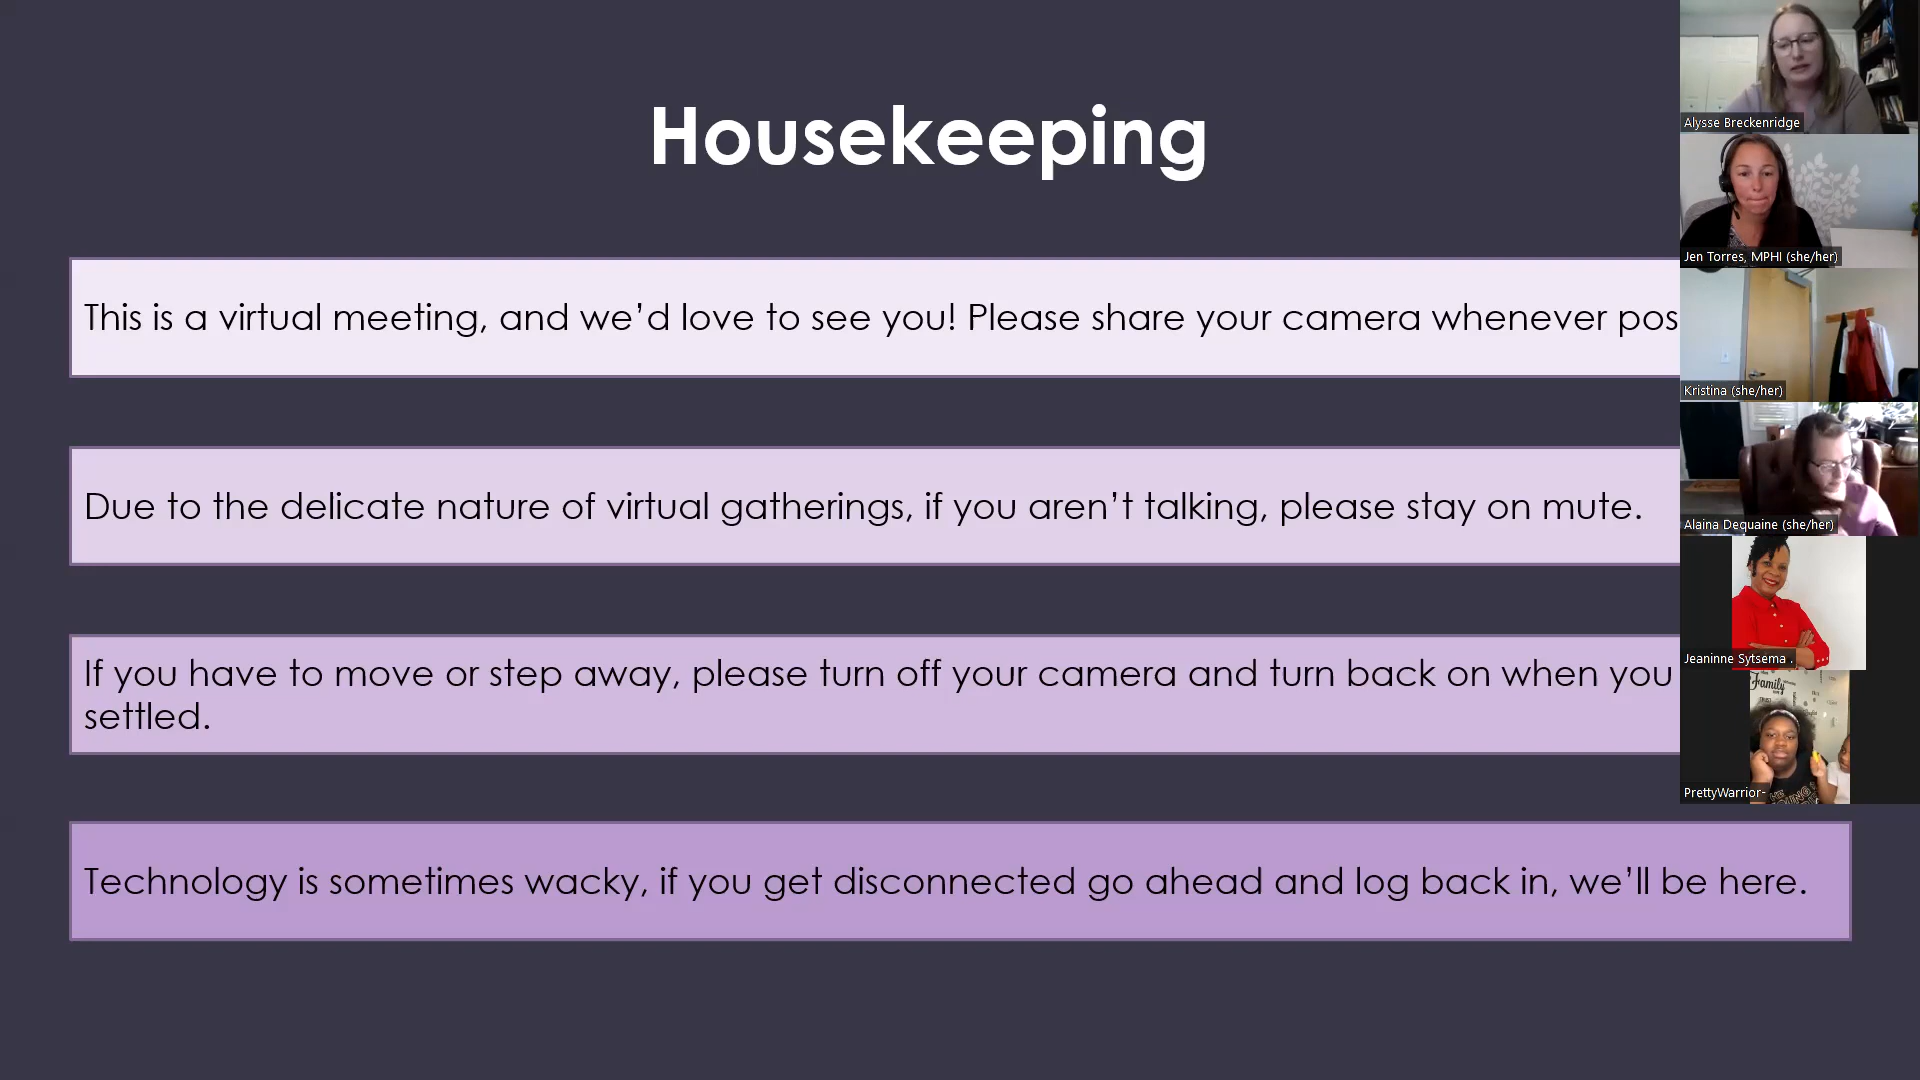 Housekeeping
This is a virtual meeting, and we’d love to see you! Please share your camera whenever pos
Due to the delicate nature of virtual gatherings, if you aren’t talking, please stay on mute.
If you have to move or step away, please turn off your camera and turn back on when you
settled.
Technology is sometimes wacky, if you get disconnected go ahead and log back in, we’ll be here.
Alysse Breckenridge
Jen Torres, MPHI (she/her)
Kristina (she/her)
Alaina Dequaine (she/her)
Jeaninne Sytsema .
Family
PrettyWarrior-